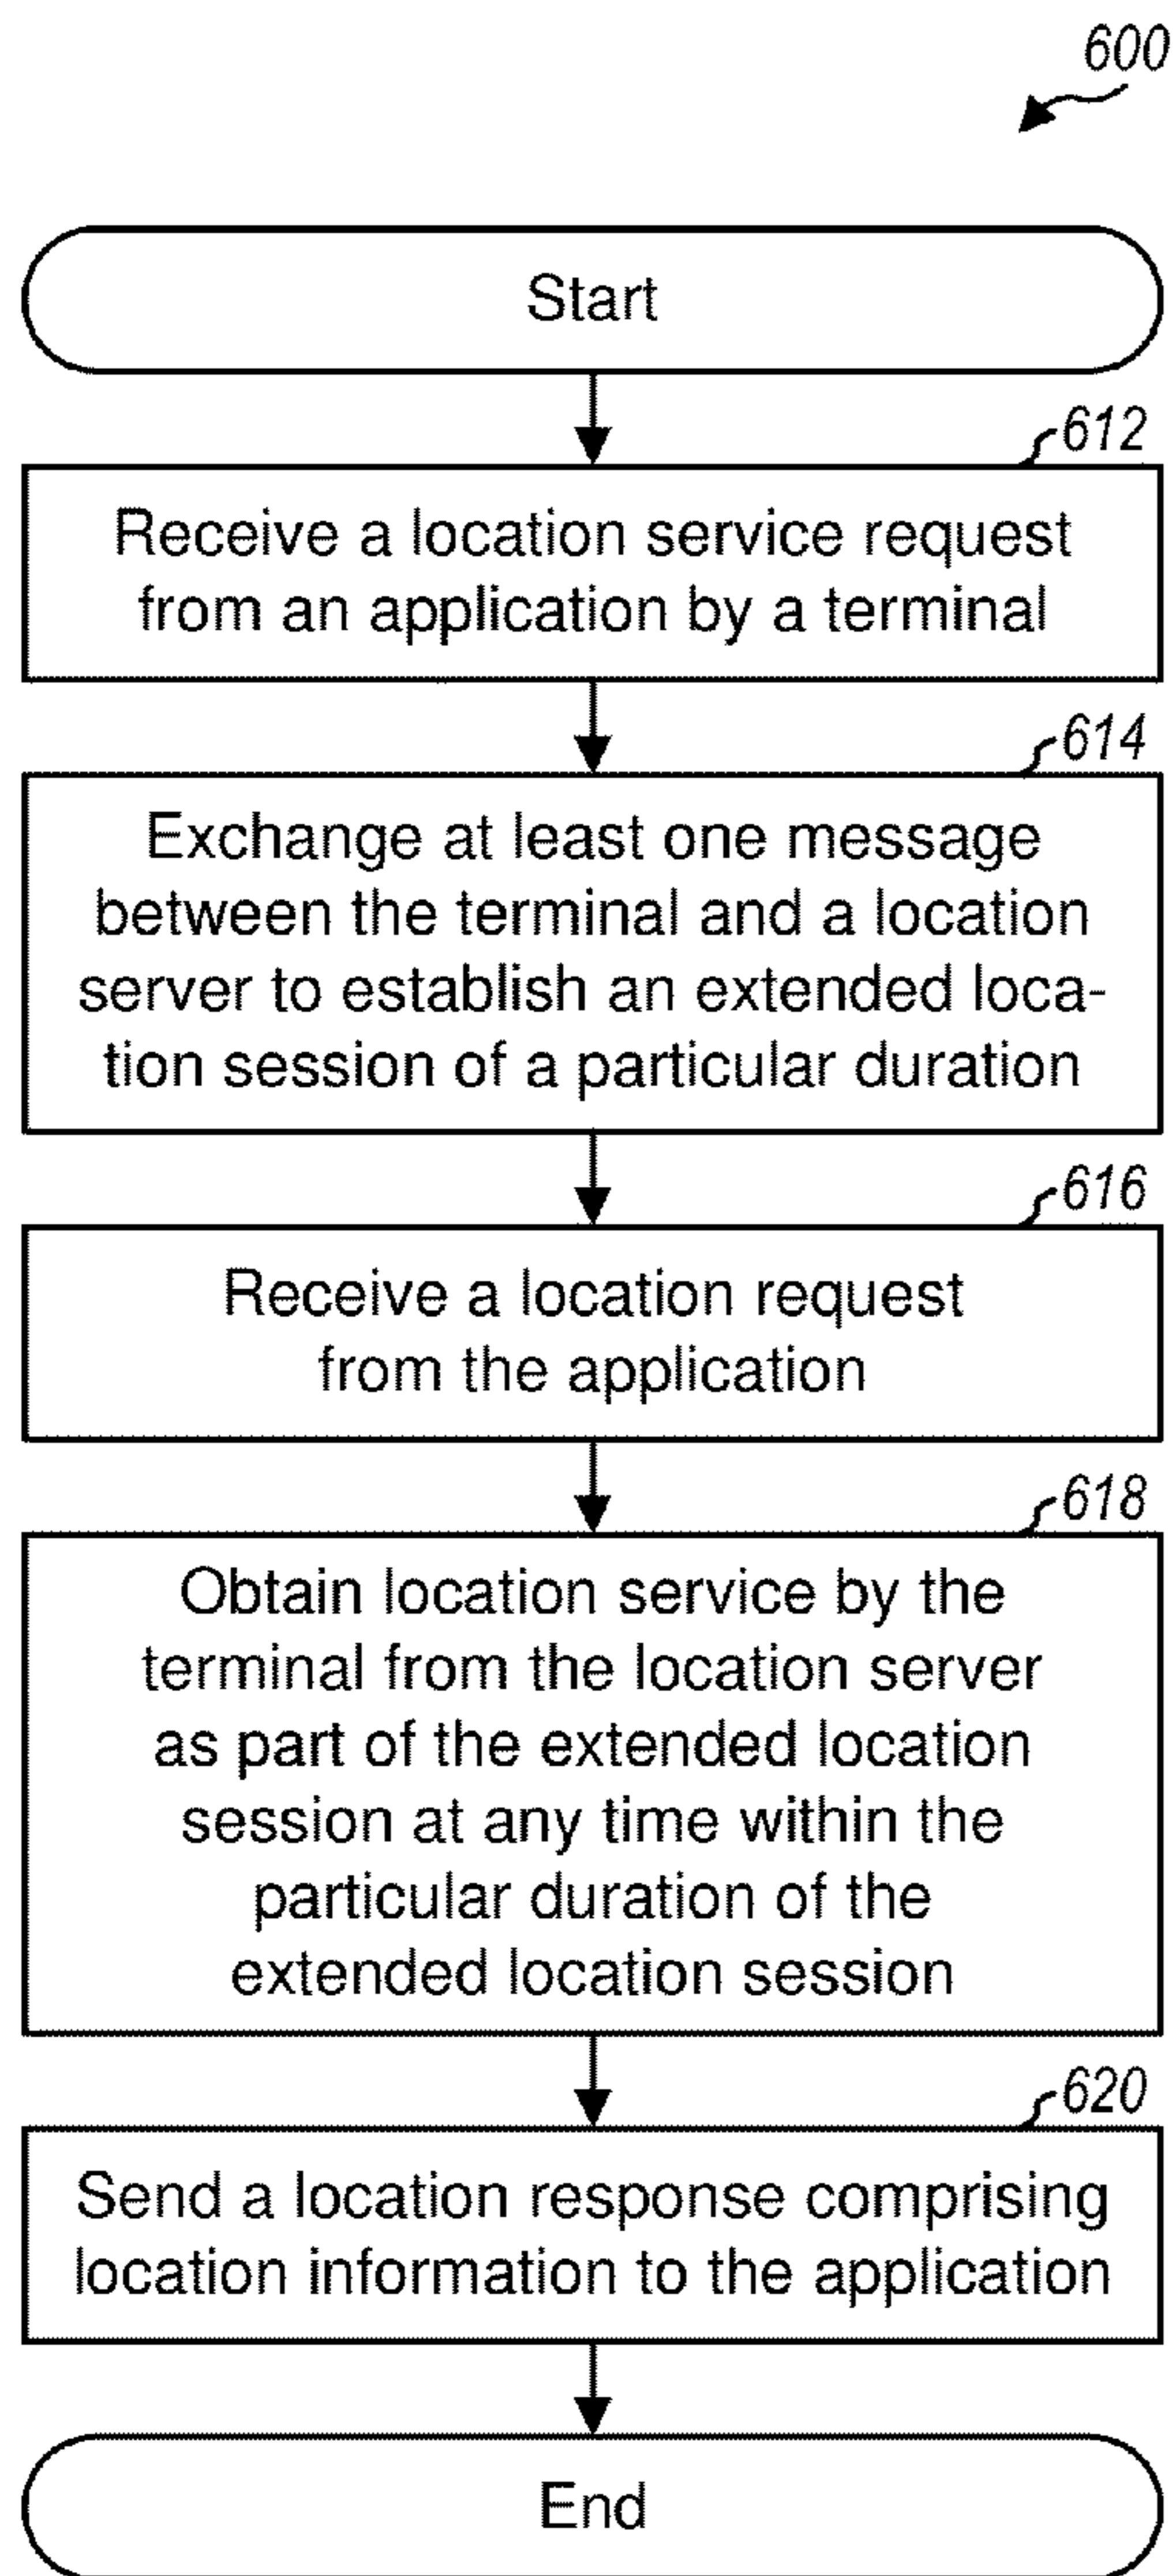 600
Start
612
Receive a location service request
from an application by a terminal
614
Exchange at least one message
between the terminal and a location
server to establish an extended loca-
tion session of a particular duration
616
Receive a location request
from the application
618
Obtain location service by the
terminal from the location server
as part of the extended location
session at any time within the
particular duration of the
extended location session
620
Send a location response comprising
location information to the application
End